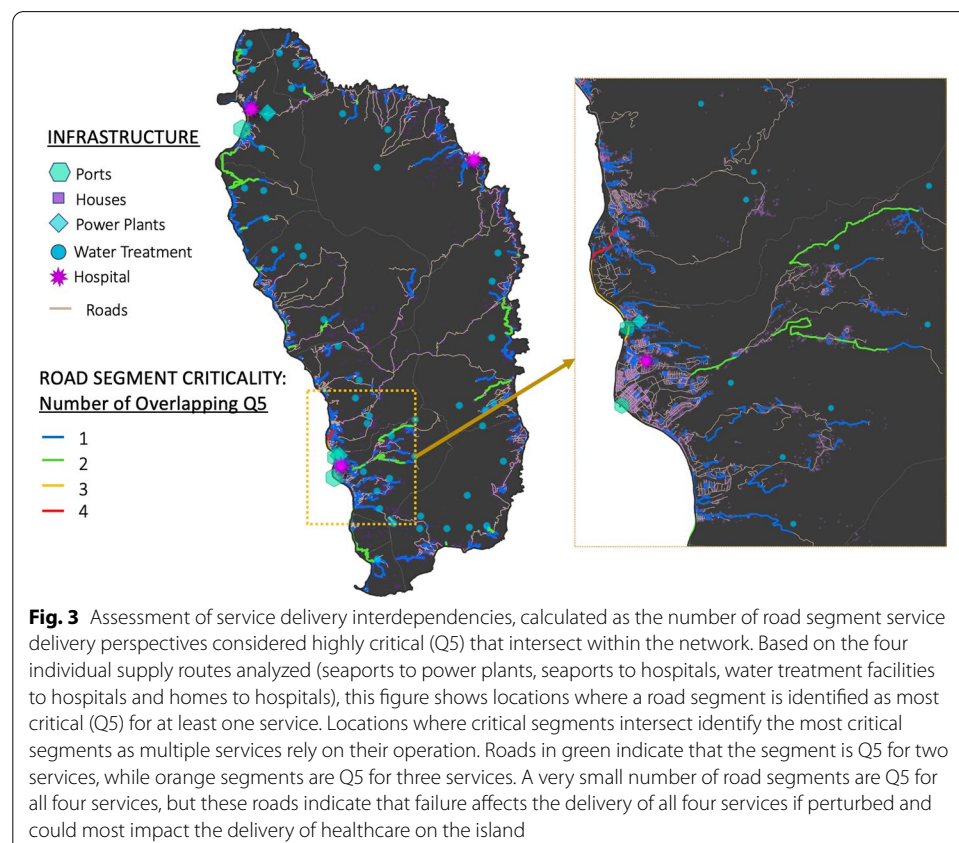 INFRASTRUCTURE
Ports
Houses
Power Plants
Water Treatment
Hospital
Roads
ROAD SEGMENT CRITICALITY:
Number of Overlapping Q5
1
2
3
4
Fig. 3 Assessment of service delivery interdependencies, calculated as the number of road segment service
delivery perspectives considered highly critical (Q5) that intersect within the network. Based on the four
individual supply routes analyzed (seaports to power plants, seaports to hospitals, water treatment facilities
to hospitals and homes to hospitals), this figure shows locations where a road segment is identified as most
critical (Q5) for at least one service. Locations where critical segments intersect identify the most critical
segments as multiple services rely on their operation. Roads in green indicate that the segment is Q5 for two
services, while orange segments are Q5 for three services. A very small number of road segments are Q5 for
all four services, but these roads indicate that failure affects the delivery of all four services if perturbed and
could most impact the delivery of healthcare on the island